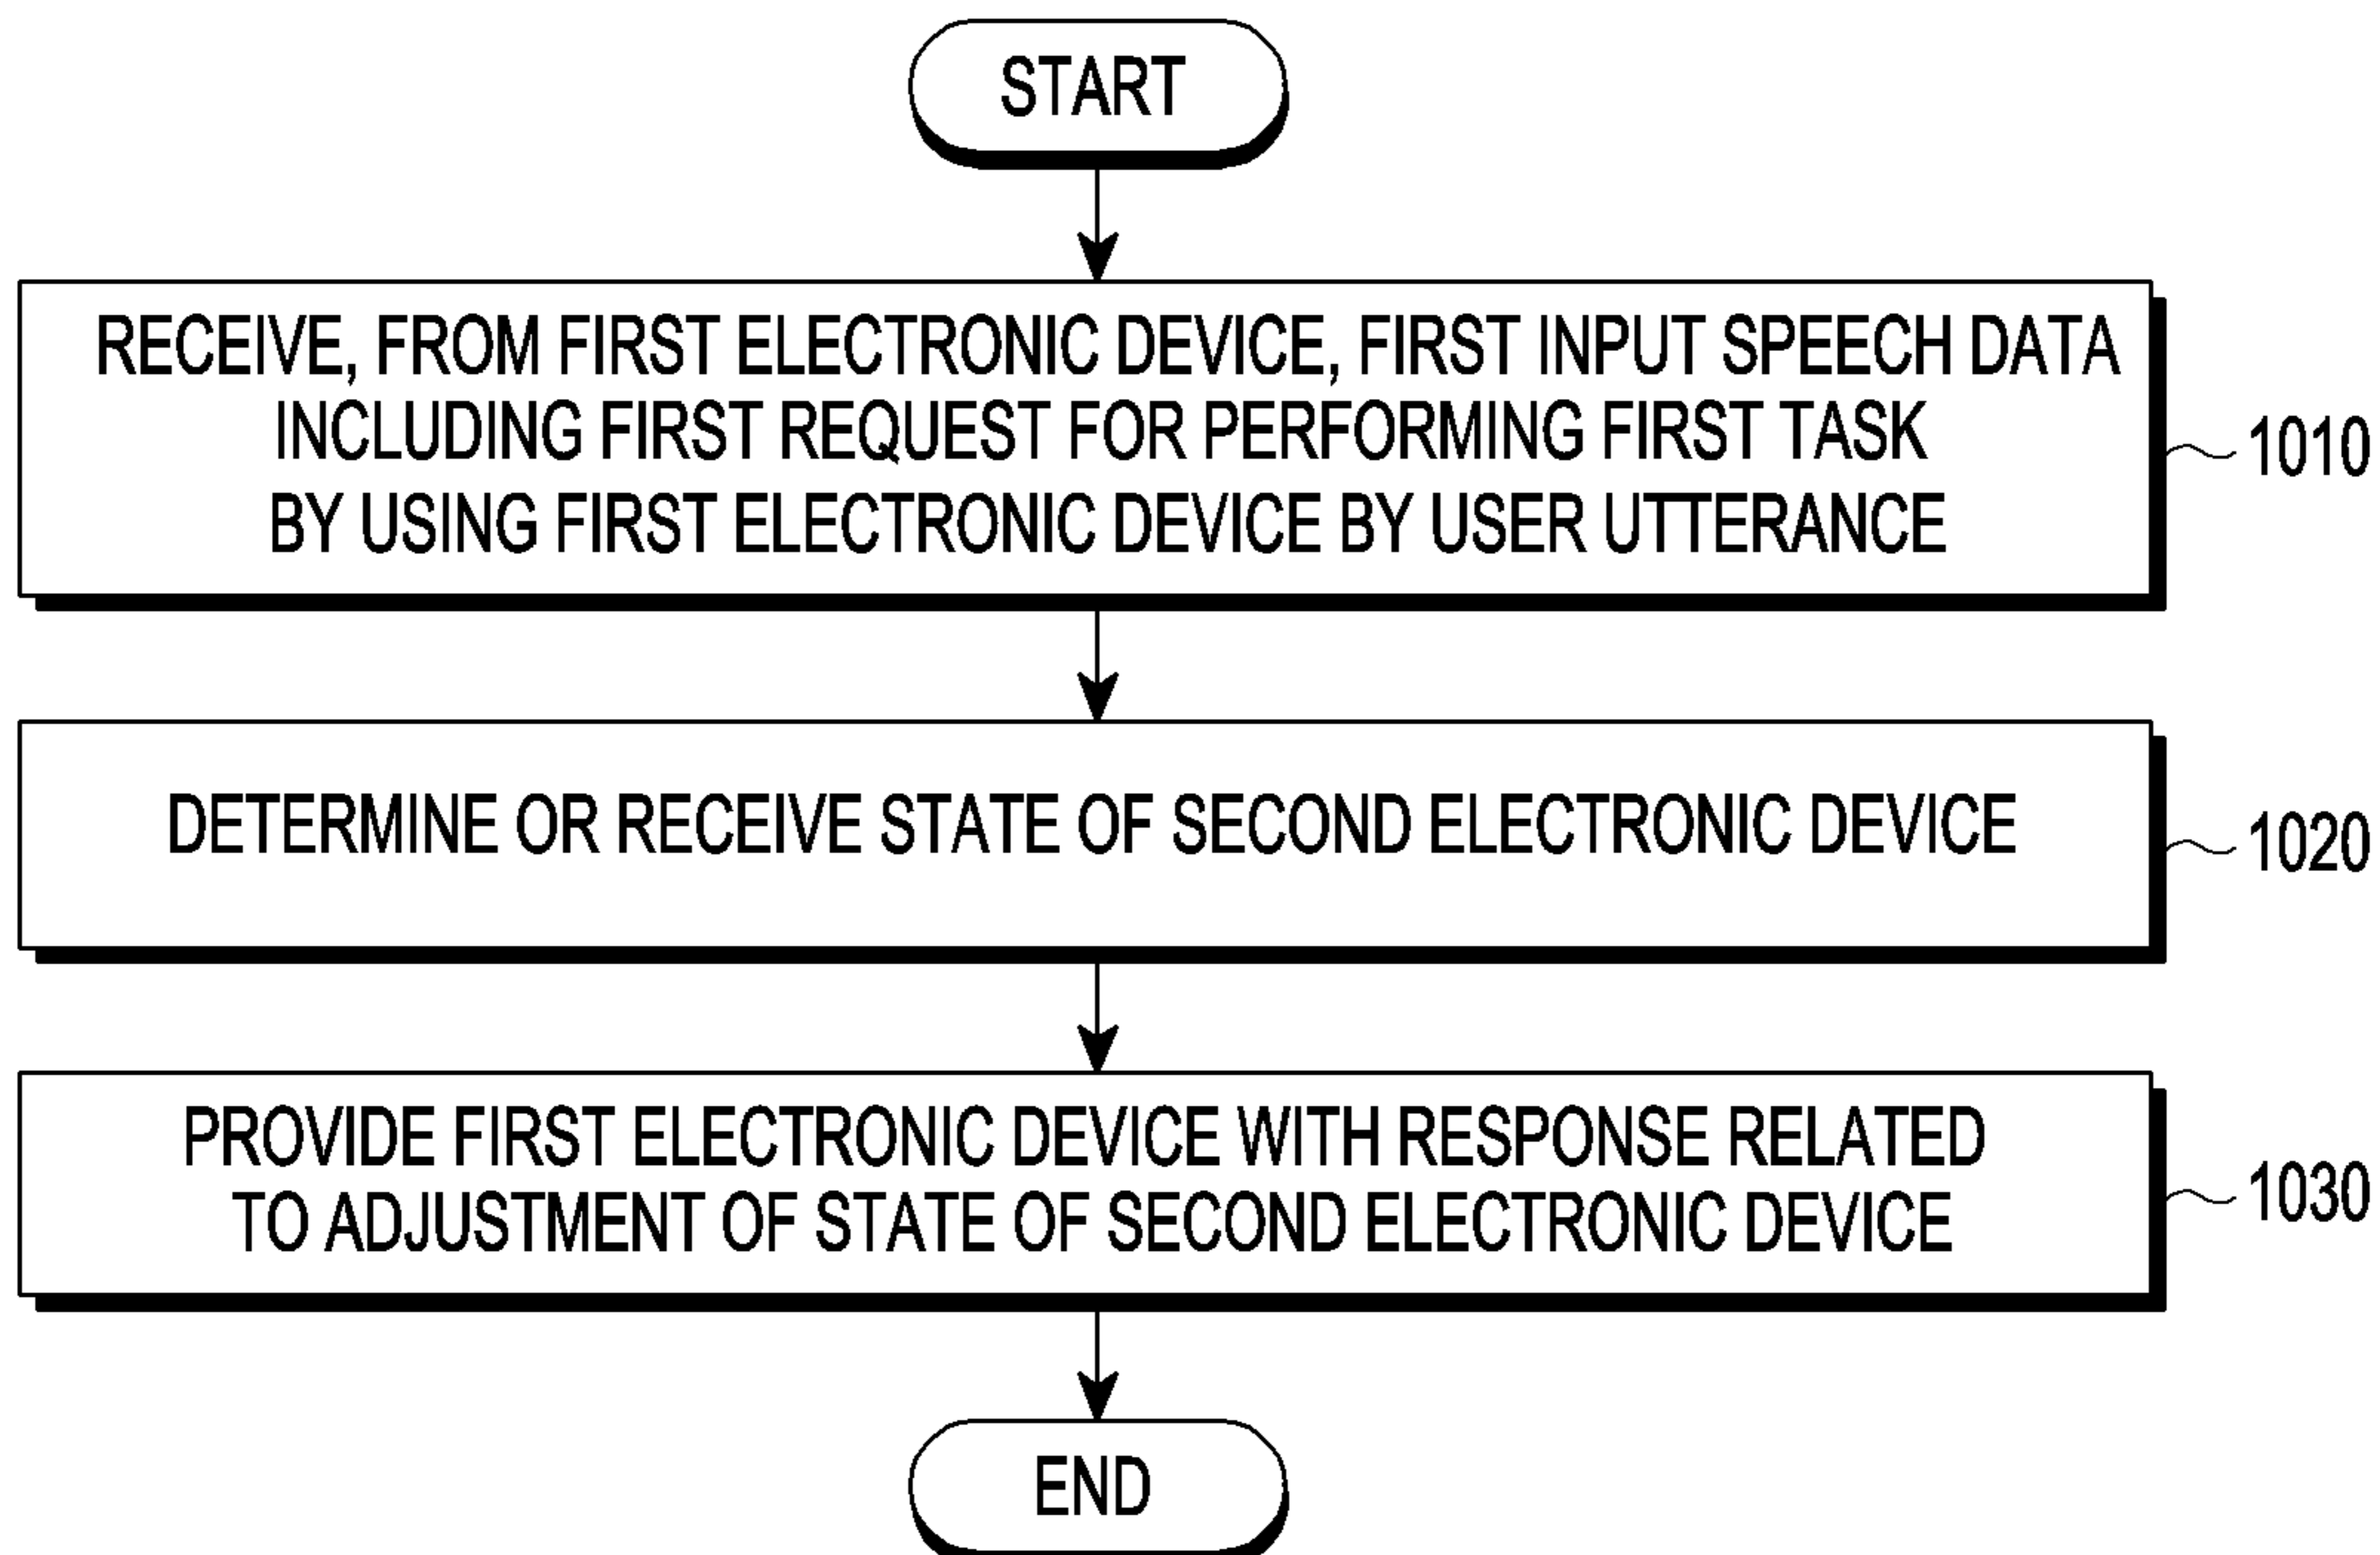 START
RECEIVE, FROM FIRST ELECTRONIC DEVICE, FIRST INPUT SPEECH DATA
INCLUDING FIRST REQUEST FOR PERFORMING FIRST TASK
BY USING FIRST ELECTRONIC DEVICE BY USER UTTERANCE
1010
DETERMINE OR RECEIVE STATE OF SECOND ELECTRONIC DEVICE
1020
PROVIDE FIRST ELECTRONIC DEVICE WITH RESPONSE RELATED
TO ADJUSTMENT OF STATE OF SECOND ELECTRONIC DEVICE
1030
END